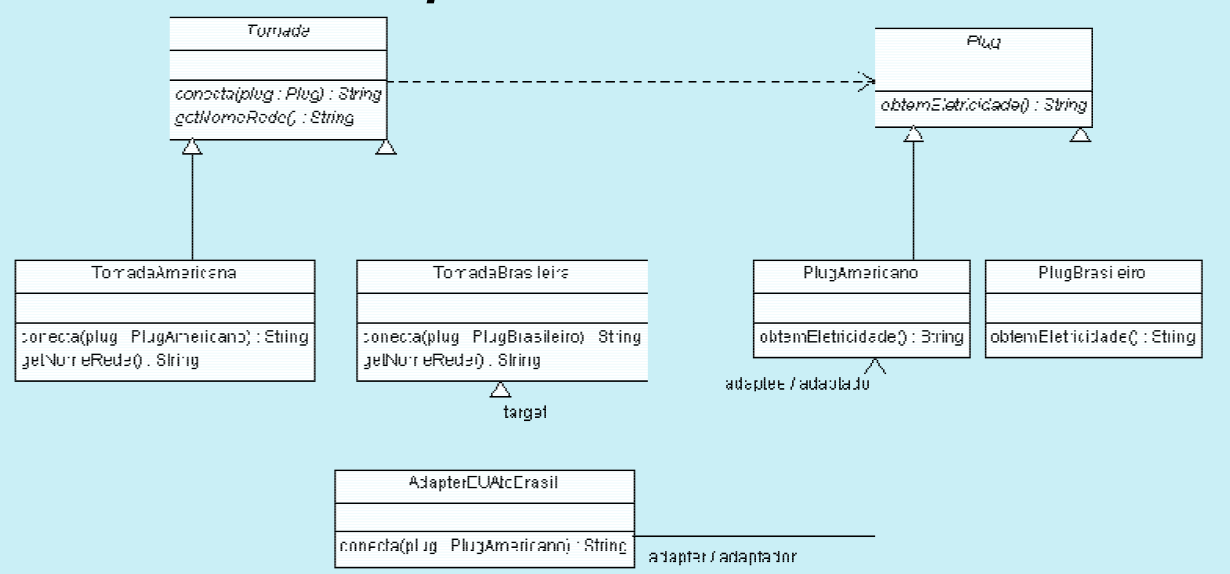 Tomada
conecta(plug : Plug) : String
getNomeRede() : String
Plug
obtemEletricidade() : String
TomadaAmericana
conecta(plug PlugAmericano) : String
getNomeRede() : String
TomadaBrasileira
conecta(plug PlugBrasileiro) String
getNomeRede() : String
target
PlugAmericano
obtemEletricidade() : String
adaptee / adaptado
PlugBrasileiro
obtemEletricidade() : String
AdapterEUAtoBrasil
conecta(plug PlugAmericano) : String
adapter / adaptador